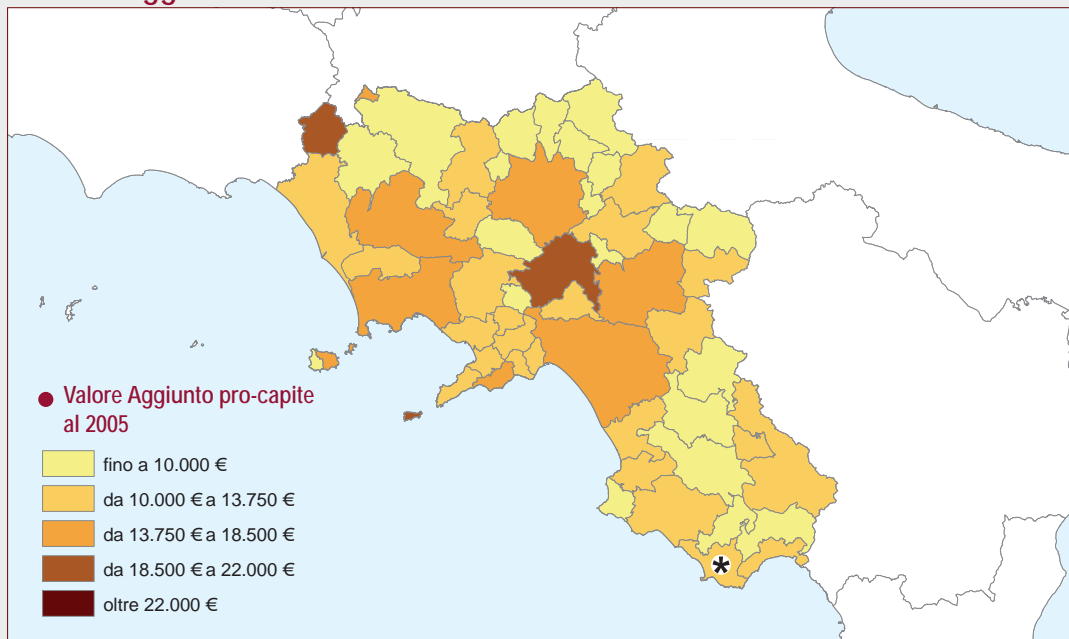 Valore Aggiunto pro-capite
al 2005
fino a 10.000 €
da 10.000 € a 13.750 €
da 13.750 € a 18.500 €
da 18.500 € a 22.000 €
oltre 22.000 €
*